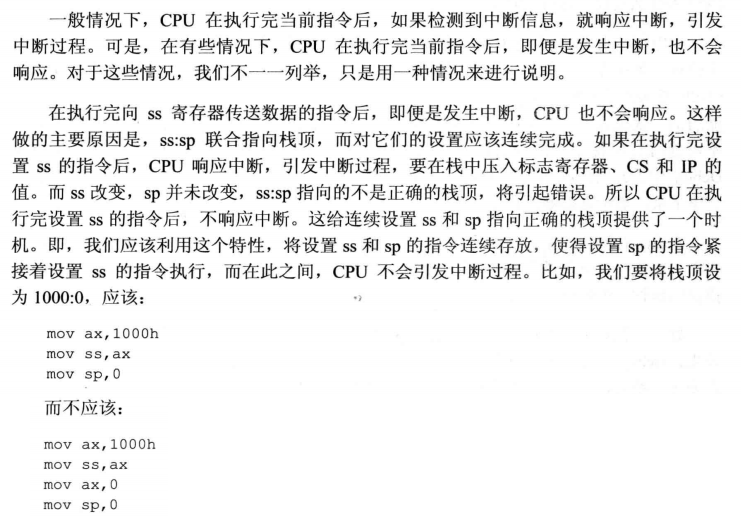 一般情况下，CPU 在执行完当前指令后，如果检测到中断信息，就响应中断，引发
中断过程。可是，在有些情况下，CPU 在执行完当前指令后，即便是发生中断，也不会
响应。对于这些情况，我们不一一列举，只是用一种情况来进行说明。
在执行完向 ss 寄存器传送数据的指令后，即便是发生中断，CPU 也不会响应。这样
做的主要原因是，ss:sp 联合指向栈顶，而对它们的设置应该连续完成。如果在执行完设
置 ss 的指令后，CPU 响应中断，引发中断过程，要在栈中压入标志寄存器、CS 和 IP 的
值。而 ss 改变，sp 并未改变，ss:sp 指向的不是正确的栈顶，将引起错误。所以 CPU 在执
行完设置 ss 的指令后，不响应中断。这给连续设置 ss 和 sp 指向正确的栈顶提供了一个时
机。即，我们应该利用这个特性，将设置 ss 和 sp 的指令连续存放，使得设置 sp 的指令紧
接着设置 ss 的指令执行，而在此之间，CPU 不会引发中断过程。比如，我们要将栈顶设
为 1000:0，应该：
mov ax,1000h
mov ss,ax
mov sp,0
而不应该：
mov ax,1000h
mov ss,ax
mov ax,0
mov sp,0